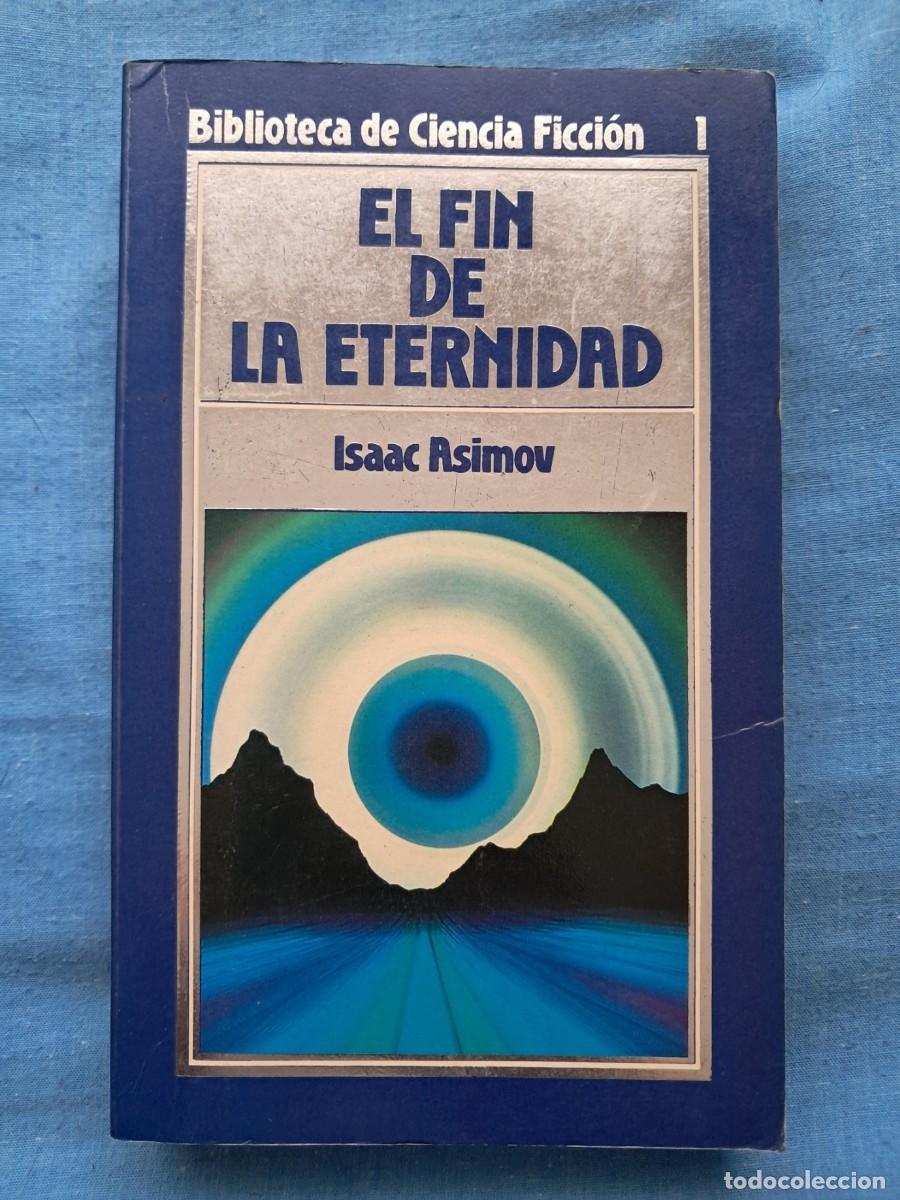 Biblioteca de Ciencia Ficción 1
EL FIN
DE
LA ETERNIDAD
Isaac Asimov
todocoleccion